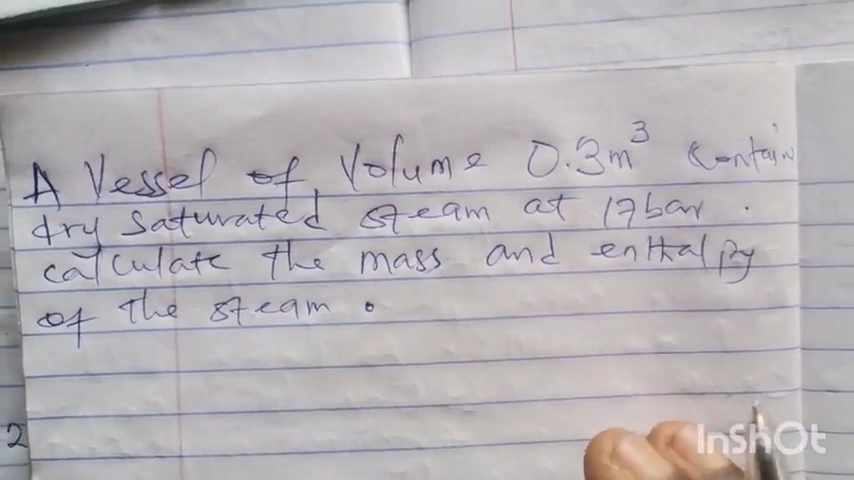 A Vessel of Volume 0.3m³ Contain
dry saturated steam at 17bar.
calculate the mass and enthalpy
of the steam.
2
InShOt